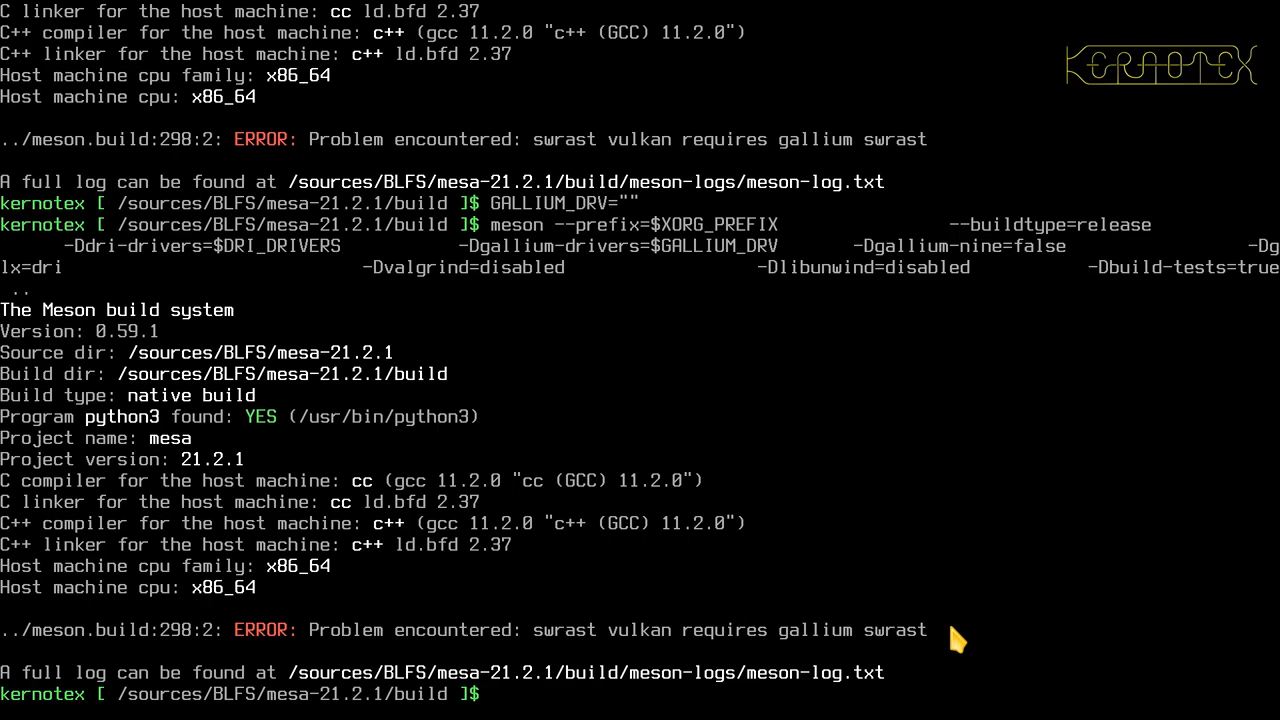 C linker for the host machine: cc ld.bfd 2.37
C++ compiler for the host machine: c++ (gcc 11.2.0 "c++ (GCC) 11.2.0")
C++ linker for the host machine: c++ ld.bfd 2.37
Host machine cpu family: x86_64
Host machine cpu: x86_64
KERNOTEX
../meson.build:298:2: ERROR: Problem encountered: swrast vulkan requires gallium swrast
A full log can be found at /sources/BLFS/mesa-21.2.1/build/meson-logs/meson-log.txt
kernotex [ /sources/BLFS/mesa-21.2.1/build ]$ GALLIUM_DRV=""
kernotex [ /sources/BLFS/mesa-21.2.1/build ]$ meson --prefix=$XORG_PREFIX --buildtype=release
-Ddri-drivers=$DRI_DRIVERS -Dgallium-drivers=$GALLIUM_DRV -Dgallium-nine=false -Dg
lx=dri -Dvalgrind=disabled -Dlibunwind=disabled -Dbuild-tests=true
..
The Meson build system
Version: 0.59.1
Source dir: /sources/BLFS/mesa-21.2.1
Build dir: /sources/BLFS/mesa-21.2.1/build
Build type: native build
Program python3 found: YES (/usr/bin/python3)
Project name: mesa
Project version: 21.2.1
C compiler for the host machine: cc (gcc 11.2.0 "cc (GCC) 11.2.0")
C linker for the host machine: cc ld.bfd 2.37
C++ compiler for the host machine: c++ (gcc 11.2.0 "c++ (GCC) 11.2.0")
C++ linker for the host machine: c++ ld.bfd 2.37
Host machine cpu family: x86_64
Host machine cpu: x86_64
../meson.build:298:2: ERROR: Problem encountered: swrast vulkan requires gallium swrast
A full log can be found at /sources/BLFS/mesa-21.2.1/build/meson-logs/meson-log.txt
kernotex [ /sources/BLFS/mesa-21.2.1/build ]$